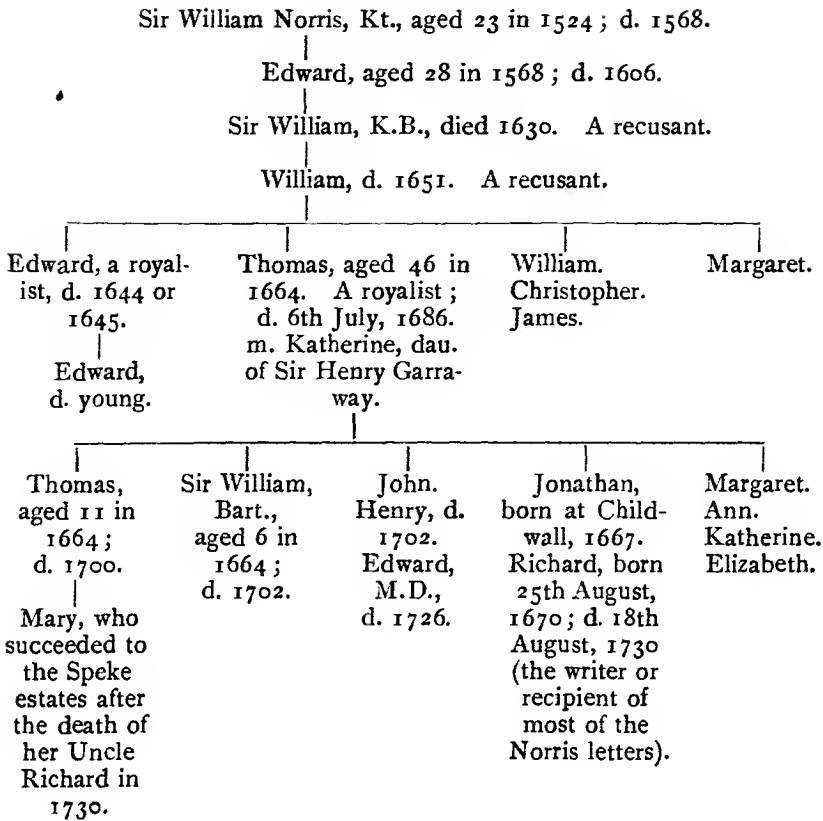 Sir William Norris, Kt., aged 23 in 1524; d. 1568.
Edward, aged 28 in 1568; d. 1606.
Sir William, K.B., died 1630. A recusant.
William, d. 1651. A recusant.
Edward, a royal-
ist, d. 1644 or
1645.
Edward,
d. young.
Thomas, aged 46 in
1664. A royalist;
d. 6th July, 1686.
m. Katherine, dau.
of Sir Henry Garra-
way.
William.
Christopher.
James.
Margaret.
Thomas,
aged 11 in
1664;
d. 1700.
Mary, who
succeeded to
the Speke
estates after
the death of
her Uncle
Richard in
1730.
Sir William,
Bart.,
aged 6 in
1664;
d. 1702.
John.
Henry, d.
1702.
Edward,
M.D.,
d. 1726.
Jonathan,
born at Child-
wall, 1667.
Richard, born
25th August,
1670; d. 18th
August, 1730
(the writer or
recipient of
most of the
Norris letters).
Margaret.
Ann.
Katherine.
Elizabeth.